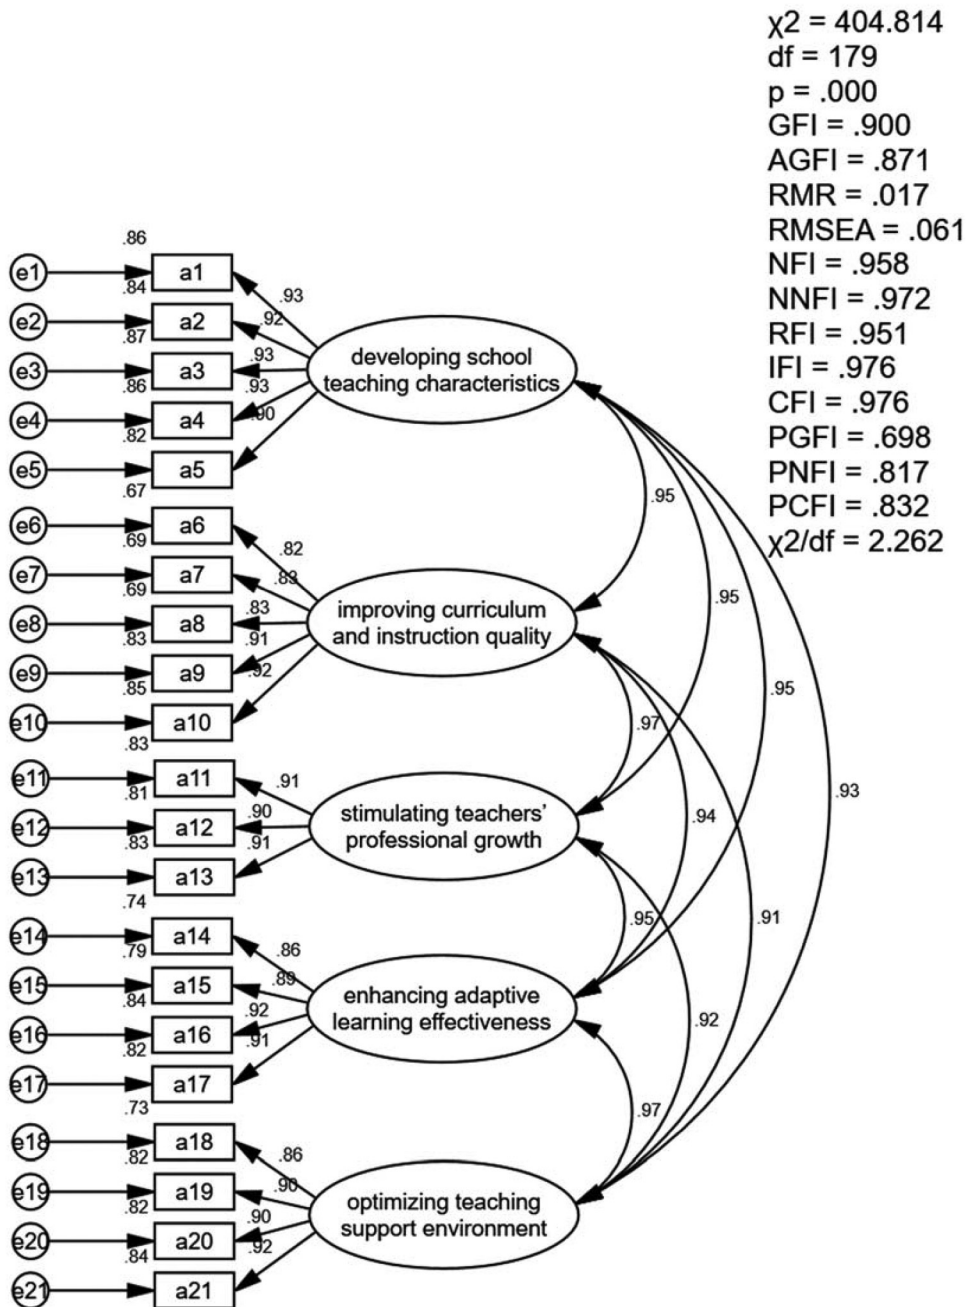 χ2 = 404.814
df = 179
p = .000
GFI = .900
AGFI = .871
RMR = .017
RMSEA = .061
NFI = .958
NNFI = .972
RFI = .951
IFI = .976
CFI = .976
PGFI = .698
PNFI = .817
PCFI = .832
χ2/df = 2.262
.86
e1 a1
.93
.84
e2 a2
.92
.87
e3 a3
.93
.86
e4 a4
.93
.82
e5 a5
.90
developing school
teaching characteristics
.67
e6 a6
.82
.69
e7 a7
.83
.69
e8 a8
.83
.83
e9 a9
.91
.85
e10 a10
.92
improving curriculum
and instruction quality
.83
e11 a11
.91
.81
e12 a12
.90
.83
e13 a13
.91
stimulating teachers’
professional growth
.74
e14 a14
.86
.79
e15 a15
.89
.84
e16 a16
.92
.82
e17 a17
.91
enhancing adaptive
learning effectiveness
.73
e18 a18
.86
.82
e19 a19
.90
.82
e20 a20
.90
.84
e21 a21
.92
optimizing teaching
support environment
.95
.95
.95
.93
.97
.94
.91
.95
.92
.97